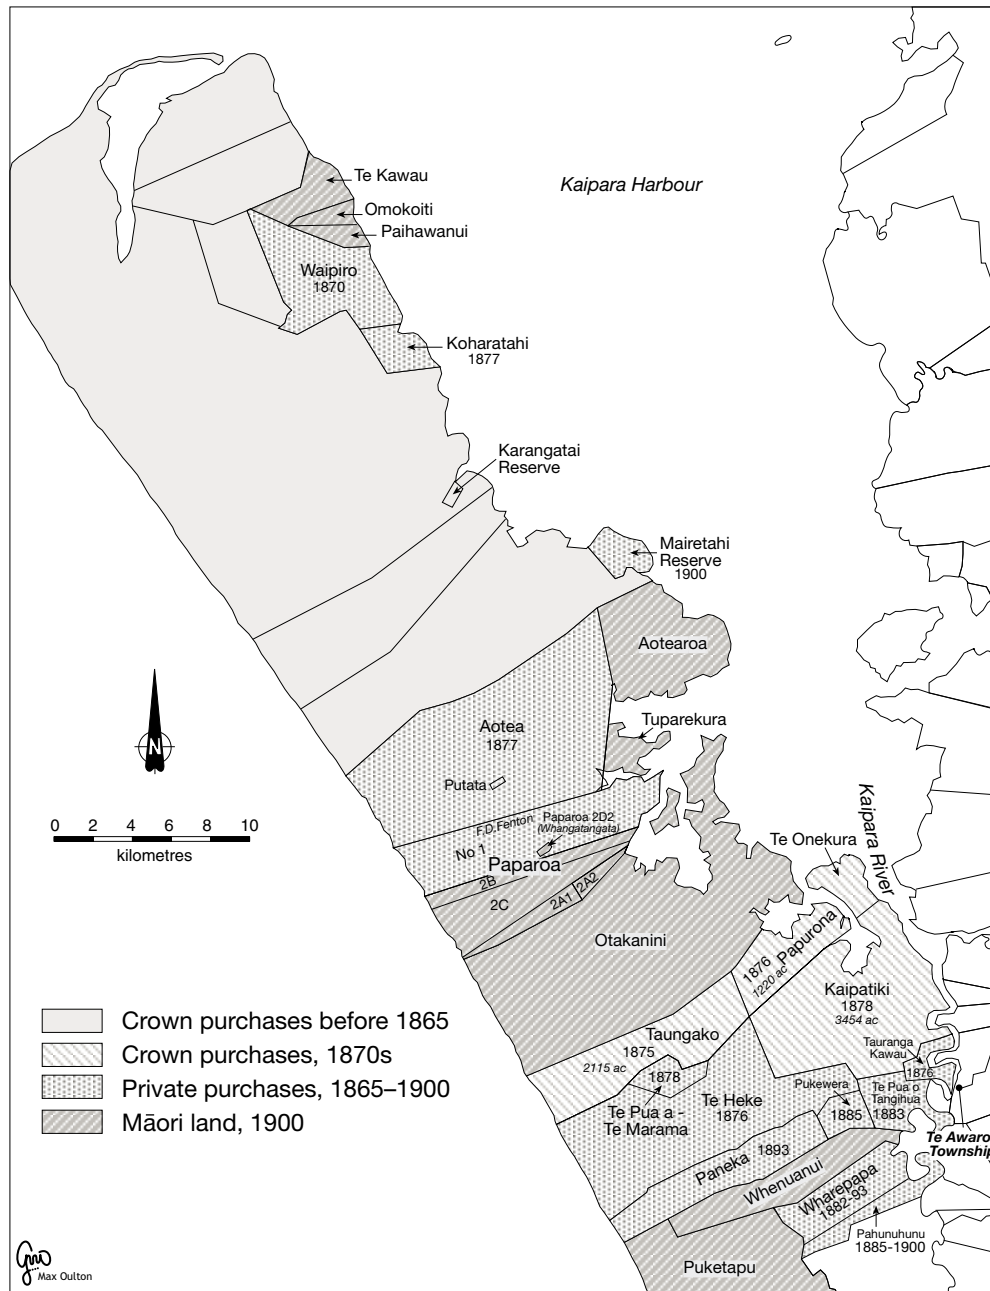 Te Kawau
Kaipara Harbour
Omokoiti
Paihawanui
Waipiro
1870
Koharatahi
1877
Karangatai
Reserve
Mairetahi
Reserve
1900
Aotearoa
Tuparekura
Aotea
1877
Putata
N
0 2 4 6 8 10
kilometres
F.D.Fenton
Paparoa 2D2
(Whangatangata)
No 1
Paparoa
2B
2C
2A1
2A2
Te Onekura
Kaipara River
Otakanini
Papurona
1876
1220 ac
Kaipatiki
1878
3454 ac
Crown purchases before 1865
Crown purchases, 1870s
Private purchases, 1865–1900
Māori land, 1900
Taungako
1875
2115 ac
1878
Te Pua a -
Te Marama
Te Heke
1876
Tauranga
Kawau
1876
Pukewera
1885
Te Pua o
Tangihua
1883
Te Awaro
Township
Paneka 1893
Whenuanui
Wharepapa
1882-93
Pahunuhunu
1885-1900
Puketapu
Max Oulton